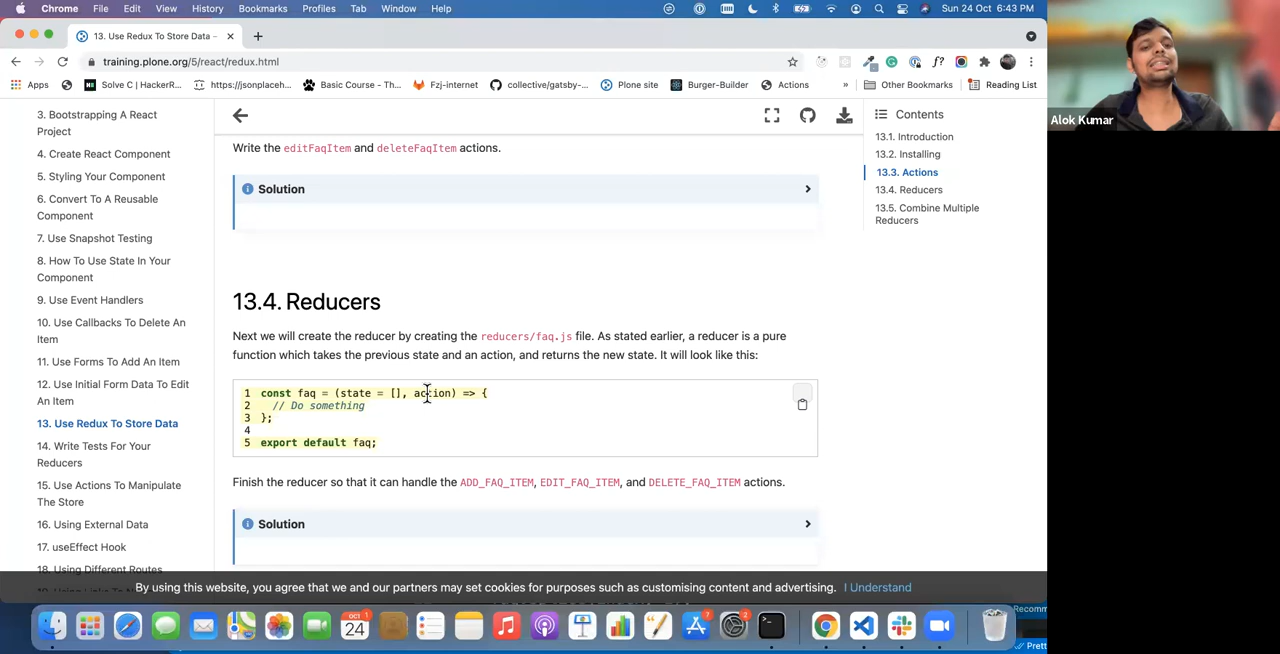 Chrome File Edit View History Bookmarks Profiles Tab Window Help Sun 24 Oct 6:43 PM
13. Use Redux To Store Data –
training.plone.org/5/react/redux.html
Apps Solve C | HackerR... https://jsonplaceh... Basic Course - Th... Fzj-internet collective/gatsby-... Plone site Burger-Builder Actions » Other Bookmarks Reading List
3. Bootstrapping A React
Project
4. Create React Component
5. Styling Your Component
6. Convert To A Reusable
Component
7. Use Snapshot Testing
8. How To Use State In Your
Component
9. Use Event Handlers
10. Use Callbacks To Delete An
Item
11. Use Forms To Add An Item
12. Use Initial Form Data To Edit
An Item
13. Use Redux To Store Data
14. Write Tests For Your
Reducers
15. Use Actions To Manipulate
The Store
16. Using External Data
17. useEffect Hook
18. Using Different Routes
Write the editFaqItem and deleteFaqItem actions.
Solution
13.4. Reducers
Next we will create the reducer by creating the reducers/faq.js file. As stated earlier, a reducer is a pure
function which takes the previous state and an action, and returns the new state. It will look like this:
1 const faq = (state = [], action) => {
2 // Do something
3 };
4
5 export default faq;
Finish the reducer so that it can handle the ADD_FAQ_ITEM, EDIT_FAQ_ITEM, and DELETE_FAQ_ITEM actions.
Solution
Contents
13.1. Introduction
13.2. Installing
13.3. Actions
13.4. Reducers
13.5. Combine Multiple
Reducers
Alok Kumar
By using this website, you agree that we and our partners may set cookies for purposes such as customising content and advertising. I Understand
OCT 1
24
7
2
Recomm
Prett